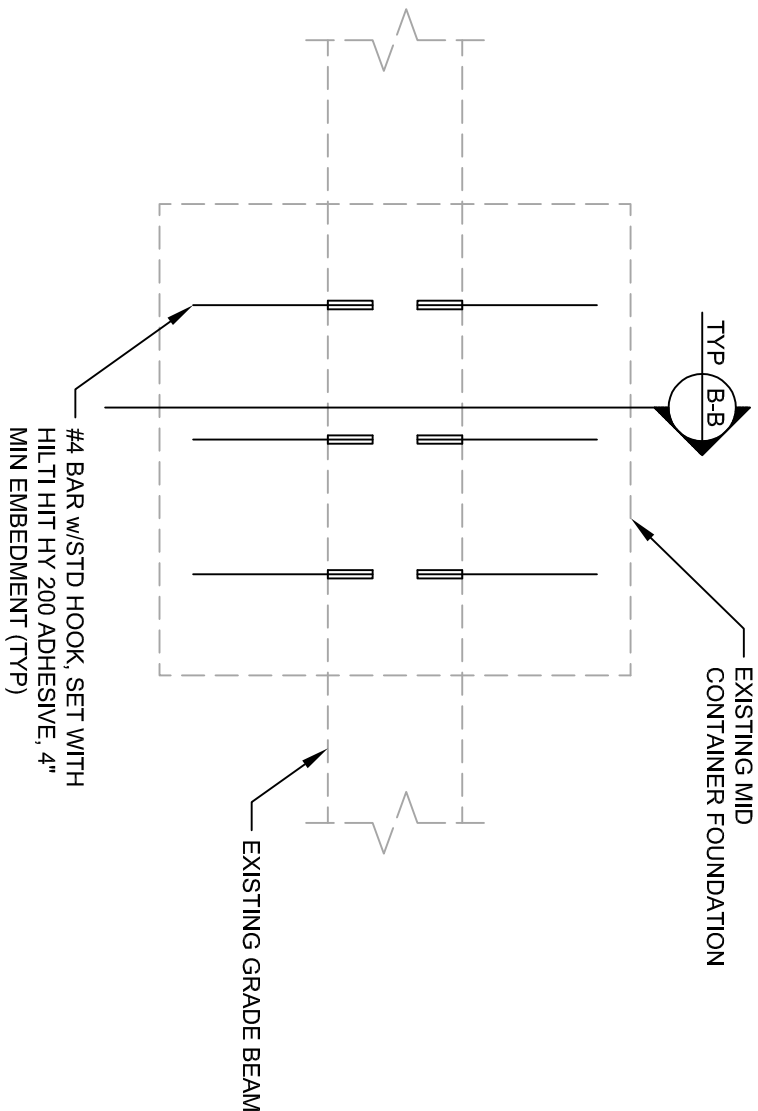 TYP
B-B
EXISTING MID
CONTAINER FOUNDATION
EXISTING GRADE BEAM
#4 BAR w/STD HOOK, SET WITH
HILTI HIT HY 200 ADHESIVE, 4"
MIN EMBEDMENT (TYP)